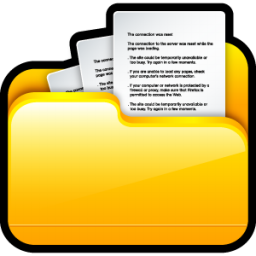 The connection was reset
The connection to the server was reset while the
page was loading.
The site could be temporarily unavailable or
too busy. Try again in a few moments.
If you are unable to load any pages, check
your computer's network connection.
If your computer or network is protected by a
firewall or proxy, make sure that Firefox is
permitted to access the Web.
The site could be temporarily unavailable or
too busy. Try again in a few moments.